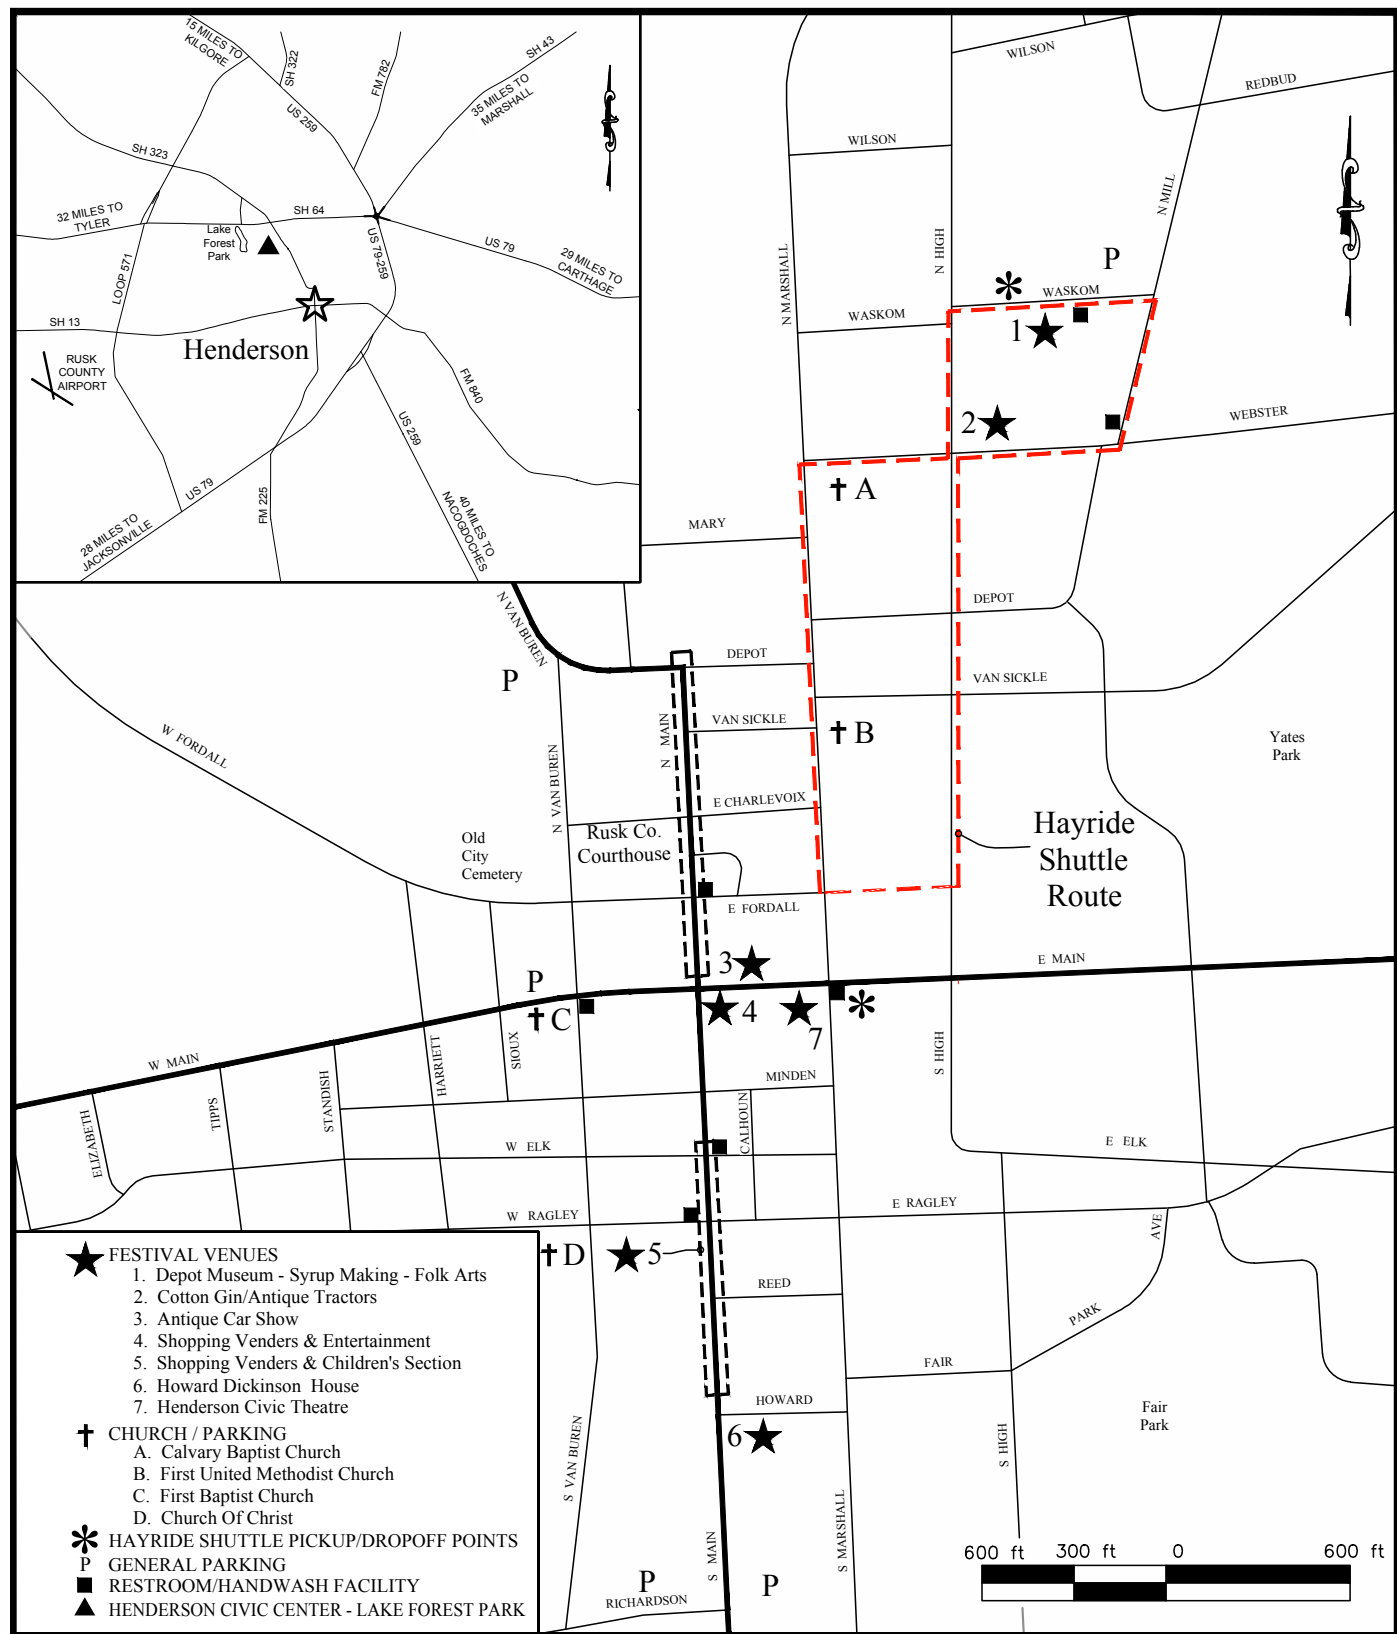 15 MILES TO
KILGORE
SH 322
FM 782
SH 43
US 259
35 MILES TO
MARSHALL
SH 323
32 MILES TO
TYLER
SH 64
Lake
Forest
Park
US 79-259
US 79
29 MILES TO
CARTHAGE
LOOP 571
SH 13
Henderson
RUSK
COUNTY
AIRPORT
FM 840
US 259
US 79
FM 225
28 MILES TO
JACKSONVILLE
40 MILES TO
NACOGDOCHES
WILSON
REDBUD
WILSON
N MILL
N HIGH
N MARSHALL
P
WASKOM
WASKOM
1
2
WEBSTER
A
MARY
DEPOT
N VAN BUREN
P
DEPOT
VAN SICKLE
VAN SICKLE
N MAIN
B
W FORDALL
N VAN BUREN
Yates
Park
E CHARLEVOIX
Rusk Co.
Courthouse
Old
City
Cemetery
Hayride
Shuttle
Route
E FORDALL
3
E MAIN
P
C
4
7
W MAIN
HARRIETT
SIOUX
S HIGH
MINDEN
ELIZABETH
TIPPS
STANDISH
CALHOUN
W ELK
E ELK
W RAGLEY
E RAGLEY
AVE
D
5
REED
PARK
FAIR
HOWARD
Fair
Park
6
S VAN BUREN
S HIGH
S MAIN
S MARSHALL
P
P
RICHARDSON
FESTIVAL VENUES
1. Depot Museum - Syrup Making - Folk Arts
2. Cotton Gin/Antique Tractors
3. Antique Car Show
4. Shopping Venders & Entertainment
5. Shopping Venders & Children's Section
6. Howard Dickinson House
7. Henderson Civic Theatre
CHURCH / PARKING
A. Calvary Baptist Church
B. First United Methodist Church
C. First Baptist Church
D. Church Of Christ
HAYRIDE SHUTTLE PICKUP/DROPOFF POINTS
P GENERAL PARKING
RESTROOM/HANDWASH FACILITY
HENDERSON CIVIC CENTER - LAKE FOREST PARK
600 ft 300 ft 0 600 ft